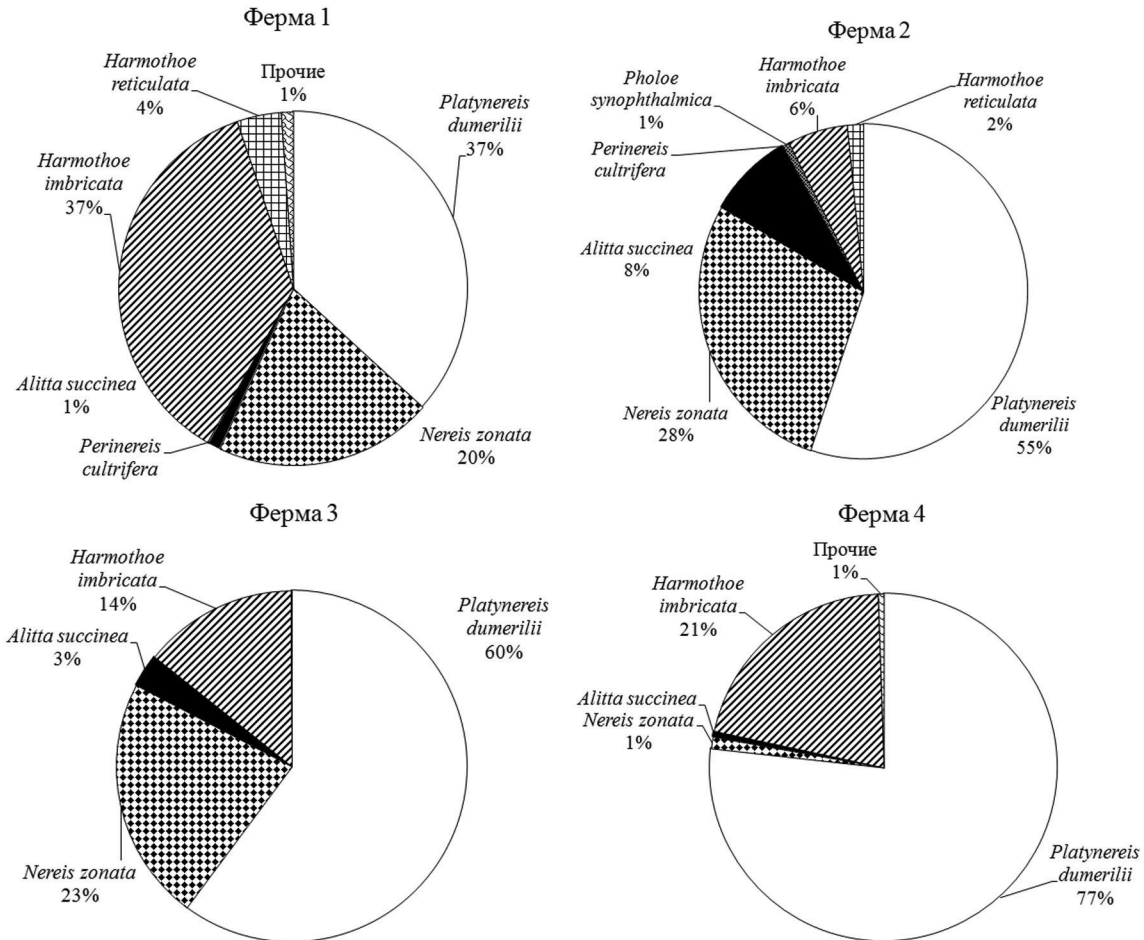 Ферма 1
Harmothoe
reticulata
4%
Прочие
1%
Platynereis
dumerilii
37%
Harmothoe
imbricata
37%
Alitta succinea
1%
Perinereis
cultrifera
Nereis zonata
20%
Ферма 2
Pholoe
synophthalmica
1%
Harmothoe
imbricata
6%
Harmothoe
reticulata
2%
Perinereis
cultrifera
Alitta succinea
8%
Nereis zonata
28%
Platynereis
dumerilii
55%
Ферма 3
Harmothoe
imbricata
14%
Alitta succinea
3%
Platynereis
dumerilii
60%
Nereis zonata
23%
Ферма 4
Прочие
1%
Harmothoe
imbricata
21%
Alitta succinea
Nereis zonata
1%
Platynereis
dumerilii
77%